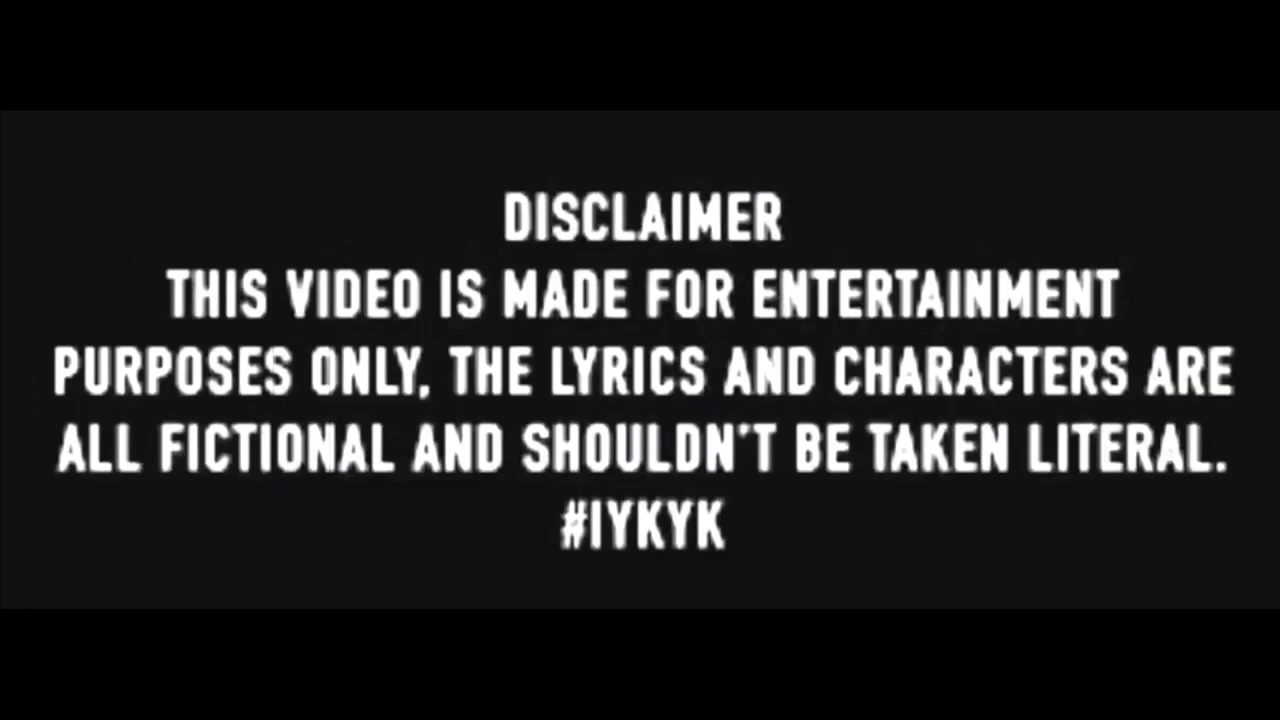 DISCLAIMER
THIS VIDEO IS MADE FOR ENTERTAINMENT
PURPOSES ONLY, THE LYRICS AND CHARACTERS ARE
ALL FICTIONAL AND SHOULDN'T BE TAKEN LITERAL.
#IYKYK